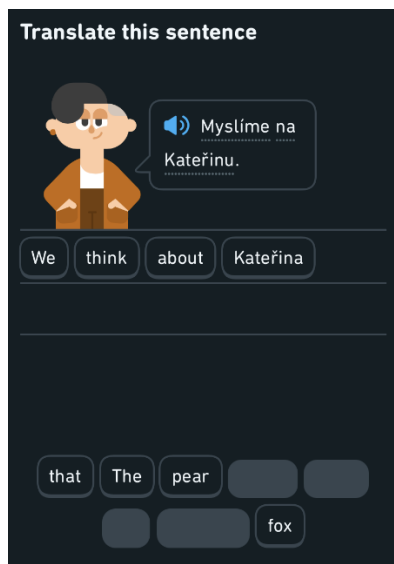 Translate this sentence
Myslíme na
Kateřinu.
We think about Kateřina
that The pear
fox